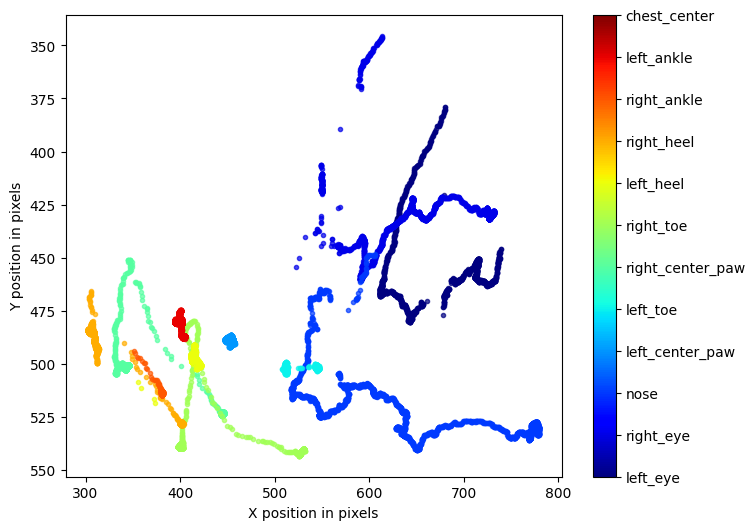 350
375
400
425
450
475
500
525
550
Y position in pixels
300 400 500 600 700 800
X position in pixels
chest_center
left_ankle
right_ankle
right_heel
left_heel
right_toe
right_center_paw
left_toe
left_center_paw
nose
right_eye
left_eye